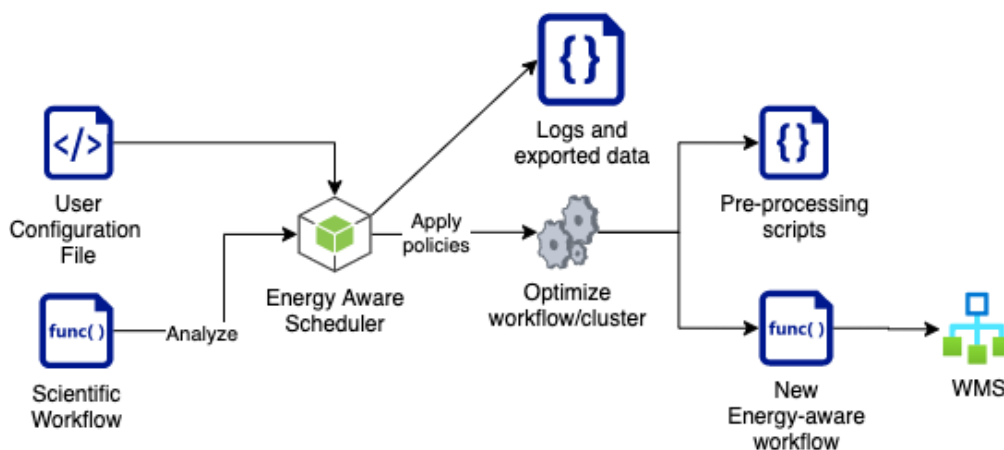 {}
Logs and
exported data
</>
User
Configuration
File
{}
Pre-processing
scripts
Apply
policies
Energy Aware
Scheduler
Optimize
workflow/cluster
func( )
Analyze
Scientific
Workflow
func( )
New
Energy-aware
workflow
WMS